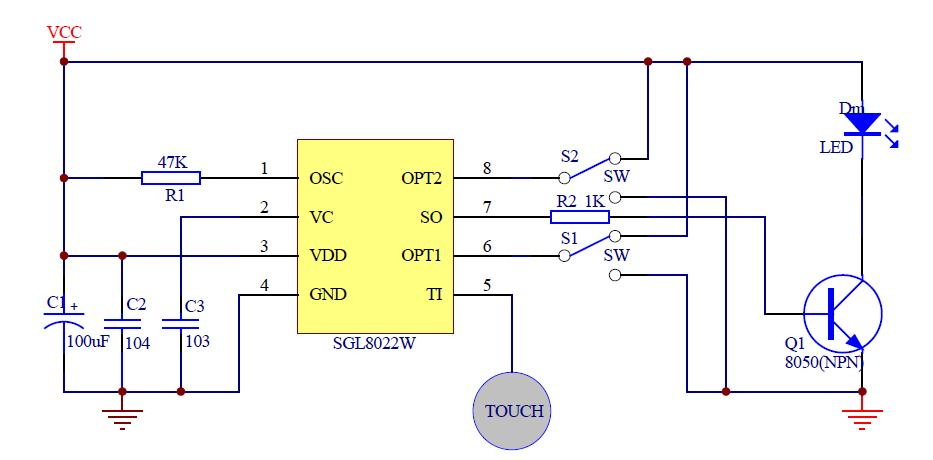 VCC
47K
R1
1
2
3
4
OSC
VC
VDD
GND
OPT2
SO
OPT1
TI
8
7
6
5
SGL8022W
S2
SW
R2 1K
S1
SW
LED
C1
+
100uF
C2
104
C3
103
Q1
8050(NPN)
TOUCH